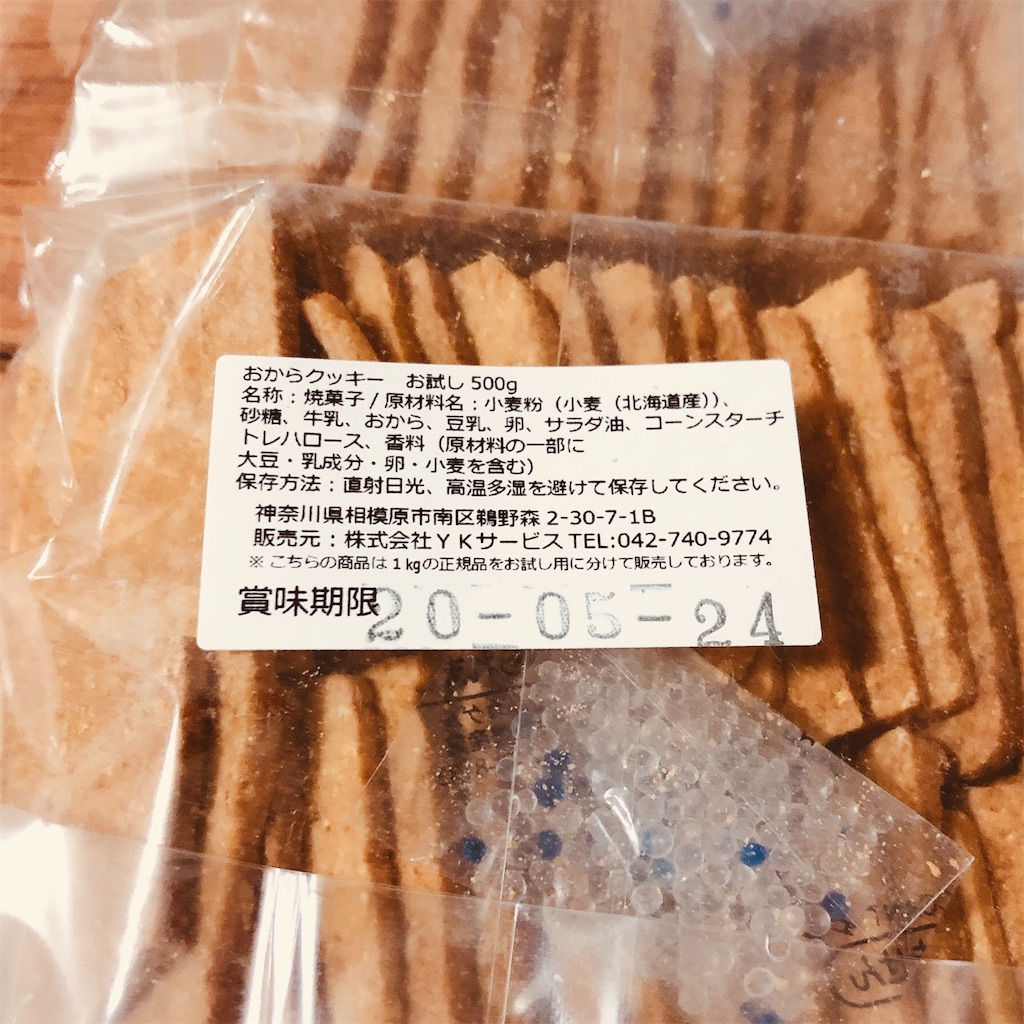 おからクッキー　お試し 500g
名称：焼菓子 / 原材料名：小麦粉（小麦（北海道産））、
砂糖、牛乳、おから、豆乳、卵、サラダ油、コーンスターチ
トレハロース、香料（原材料の一部に
大豆・乳成分・卵・小麦を含む）
保存方法：直射日光、高温多湿を避けて保存してください。
神奈川県相模原市南区鵜野森 2-30-7-1B
販売元：株式会社ＹＫサービス TEL:042-740-9774
※ こちらの商品は１㎏の正規品をお試し用に分けて販売しております。
賞味期限 20-05-24